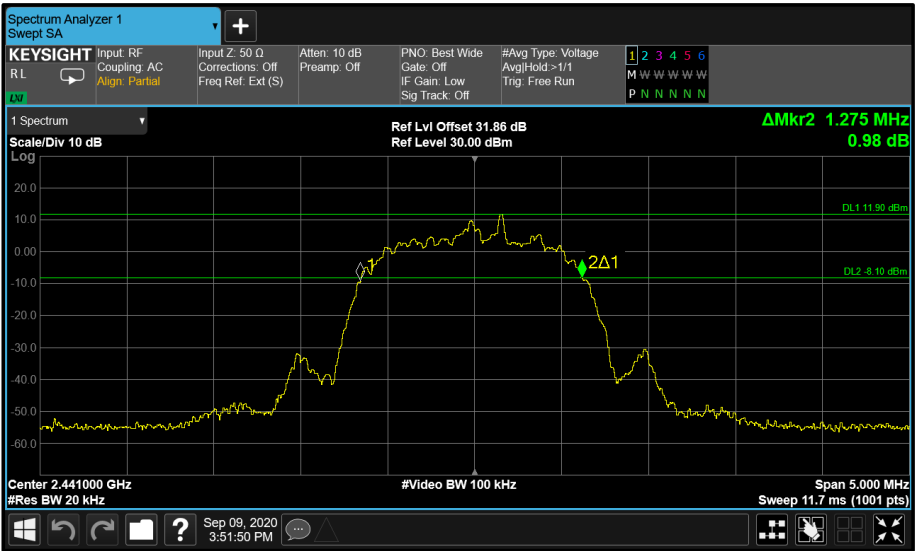 Spectrum Analyzer 1
Swept SA
KEYSIGHT
RL
LXI
Input: RF
Coupling: AC
Align: Partial
Input Z: 50 Ω
Corrections: Off
Freq Ref: Ext (S)
Atten: 10 dB
Preamp: Off
PNO: Best Wide
Gate: Off
IF Gain: Low
Sig Track: Off
#Avg Type: Voltage
Avg|Hold:>1/1
Trig: Free Run
1 2 3 4 5 6
M W W W W W
P N N N N N
1 Spectrum
Scale/Div 10 dB
Ref Lvl Offset 31.86 dB
Ref Level 30.00 dBm
ΔMkr2 1.275 MHz
0.98 dB
Log
20.0
10.0
0.00
-10.0
-20.0
-30.0
-40.0
-50.0
-60.0
DL1 11.90 dBm
1
2Δ1
DL2 -8.10 dBm
Center 2.441000 GHz
#Res BW 20 kHz
#Video BW 100 kHz
Span 5.000 MHz
Sweep 11.7 ms (1001 pts)
?
Sep 09, 2020
3:51:50 PM